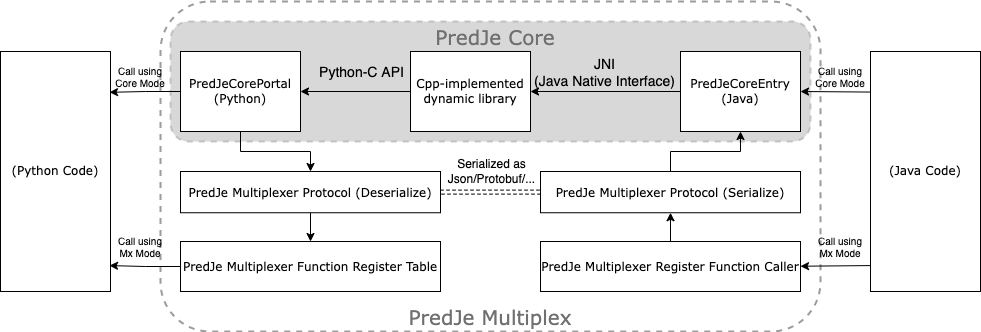 PredJe Core
(Python Code)
Call using
Core Mode
PredJeCorePortal
(Python)
Python-C API
Cpp-implemented
dynamic library
JNI
(Java Native Interface)
PredJeCoreEntry
(Java)
Call using
Core Mode
(Java Code)
PredJe Multiplexer Protocol (Deserialize)
Serialized as
Json/Protobuf/...
PredJe Multiplexer Protocol (Serialize)
Call using
Mx Mode
PredJe Multiplexer Function Register Table
PredJe Multiplexer Register Function Caller
Call using
Mx Mode
PredJe Multiplex